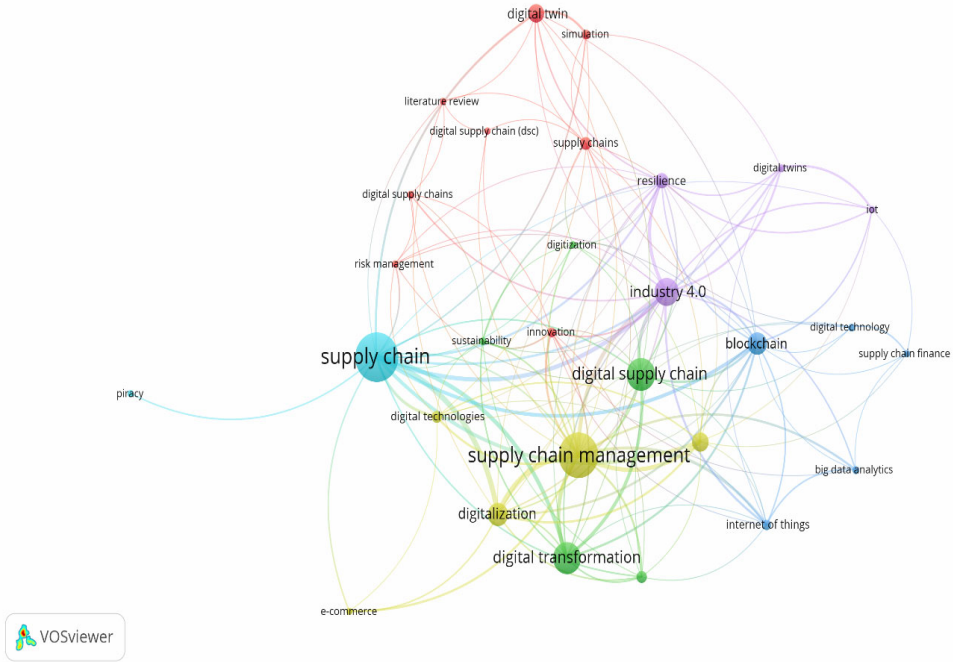 digital twin
simulation
literature review
digital supply chain (dsc)
supply chains
digital twins
resilience
digital supply chains
iot
digitization
risk management
industry 4.0
digital technology
innovation
sustainability
blockchain
supply chain finance
supply chain
digital supply chain
piracy
digital technologies
supply chain management
big data analytics
digitalization
internet of things
digital transformation
e-commerce
VOSviewer